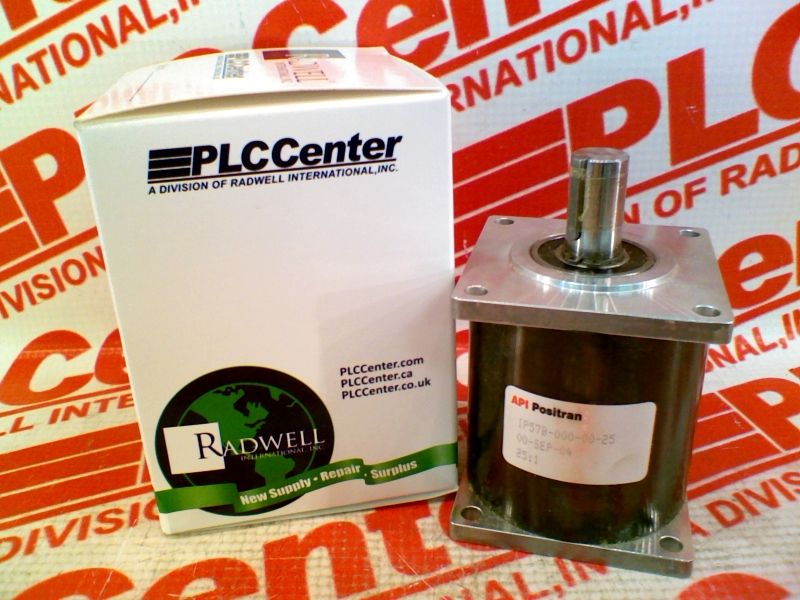 PLCCenter
A DIVISION OF RADWELL INTERNATIONAL, INC.
PLCCenter.com
PLCCenter.ca
PLCCenter.co.uk
RADWELL
INTERNATIONAL, INC.
New Supply • Repair • Surplus
API Positran
IP57B-000-00-25
00-SEP-04
25:1